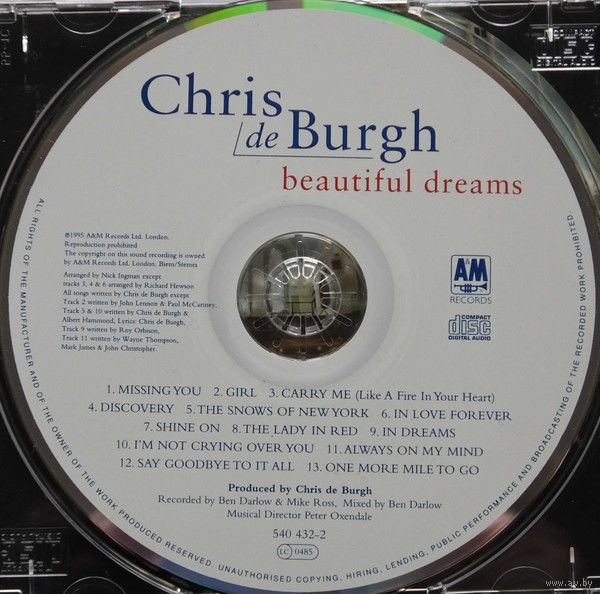 Chris
de Burgh
beautiful dreams
℗1995 A&M Records Ltd. London.
Reproduction prohibited
The copyright on this sound recording is owned
by A&M Records Ltd. London. Biem/Stemra
Arranged by Nick Ingman except
tracks 3, 4 & 6 arranged by Richard Hewson
All songs written by Chris de Burgh except
Track 2 written by John Lennon & Paul McCartney,
Track 5 & 10 written by Chris de Burgh &
Albert Hammond, Lyrics: Chris de Burgh,
Track 9 written by Roy Orbison,
Track 11 written by Wayne Thompson,
Mark James & John Christopher.
A&M
RECORDS
COMPACT
disc
DIGITAL AUDIO
1. MISSING YOU 2. GIRL 3. CARRY ME (Like A Fire In Your Heart)
4. DISCOVERY 5. THE SNOWS OF NEW YORK 6. IN LOVE FOREVER
7. SHINE ON 8. THE LADY IN RED 9. IN DREAMS
10. I'M NOT CRYING OVER YOU 11. ALWAYS ON MY MIND
12. SAY GOODBYE TO IT ALL 13. ONE MORE MILE TO GO
Produced by Chris de Burgh
Recorded by Ben Darlow & Mike Ross, Mixed by Ben Darlow
Musical Director Peter Oxendale
540 432-2
LC 0485
ALL RIGHTS OF THE MANUFACTURER AND OF THE OWNER OF THE WORK PRODUCED RESERVED. UNAUTHORISED COPYING, HIRING, LENDING, PUBLIC PERFORMANCE AND BROADCASTING OF THE RECORDED WORK PROHIBITED.
www.av.by